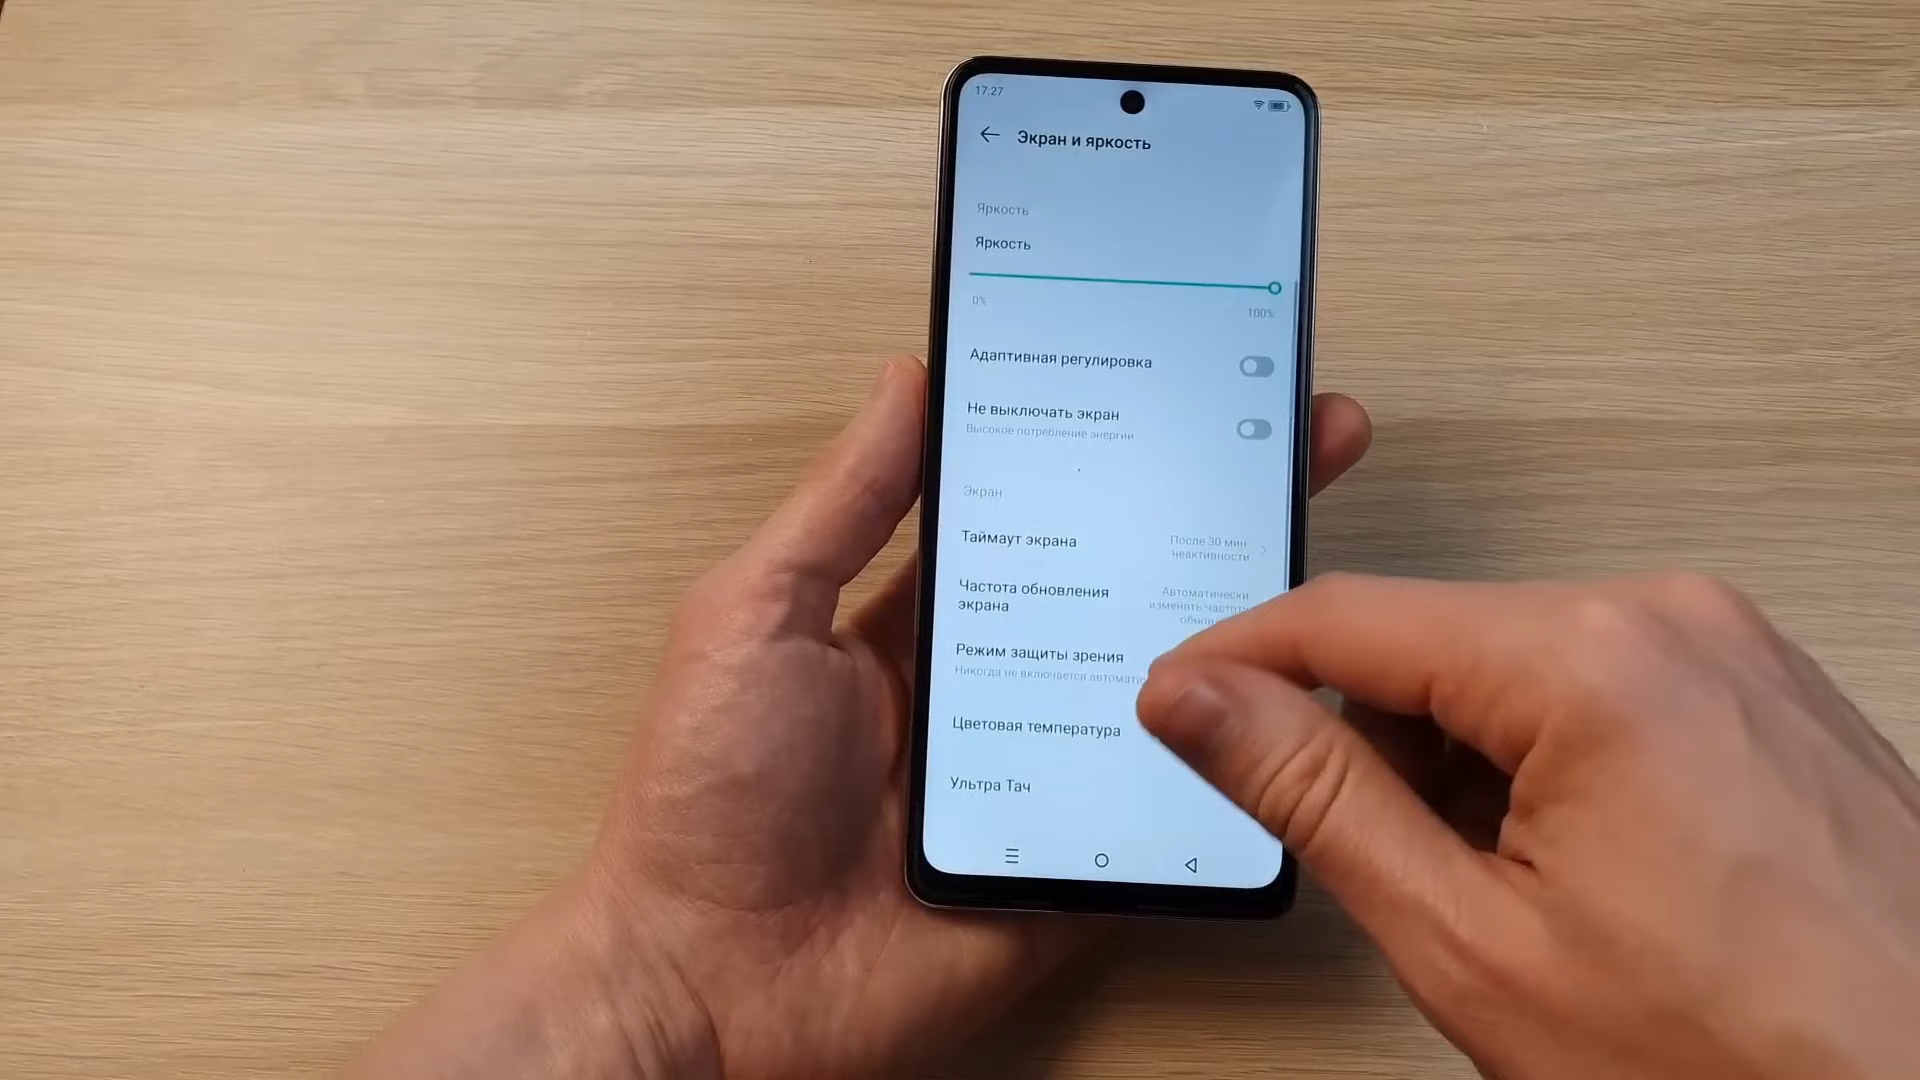 17:27
Экран и яркость
Яркость
Яркость
0%
100%
Адаптивная регулировка
Не выключать экран
Высокое потребление энергии
Экран
Таймаут экрана
После 30 мин
неактивности
Частота обновления
экрана
Автоматически
изменять частоту
Режим защиты зрения
Никогда не включается
Цветовая температура
Ультра Тач